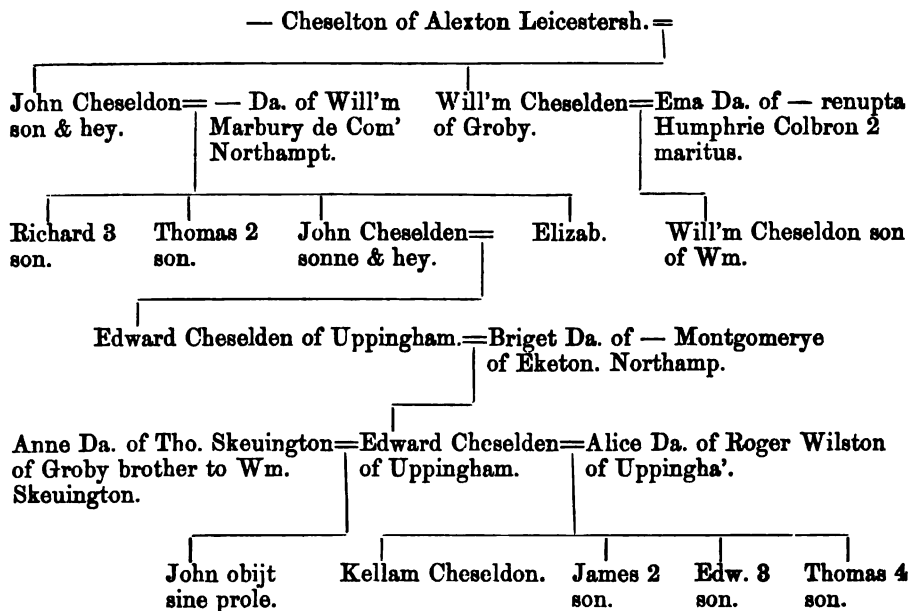 — Cheselton of Alexton Leicestersh.=
John Cheseldon=
son & hey.
— Da. of Will'm
Marbury de Com'
Northampt.
Will'm Cheselden=
of Groby.
Ema Da. of — renupta
Humphrie Colbron 2
maritus.
Richard 3
son.
Thomas 2
son.
John Cheselden=
sonne & hey.
Elizab.
Will'm Cheseldon son
of Wm.
Edward Cheselden of Uppingham.=
Briget Da. of — Montgomerye
of Eketon. Northamp.
Anne Da. of Tho. Skeuington=
of Groby brother to Wm.
Skeuington.
Edward Cheselden=
of Uppingham.
Alice Da. of Roger Wilston
of Uppingha'.
John obijt
sine prole.
Kellam Cheseldon.
James 2
son.
Edw. 3
son.
Thomas 4
son.